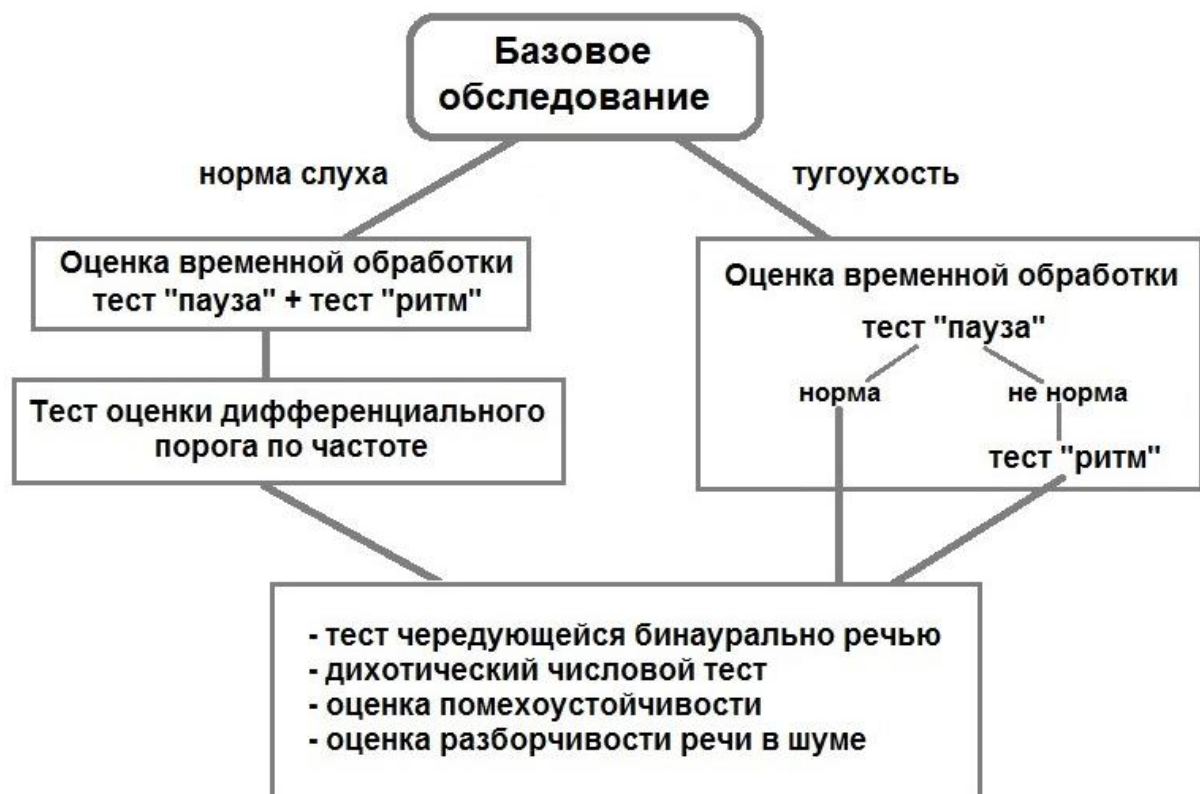 Базовое
обследование
норма слуха
тугоухость
Оценка временной обработки
тест "пауза" + тест "ритм"
Тест оценки дифференциального
порога по частоте
Оценка временной обработки
тест "пауза"
норма
не норма
тест "ритм"
- тест чередующейся бинаурально речью
- дихотический числовой тест
- оценка помехоустойчивости
- оценка разборчивости речи в шуме